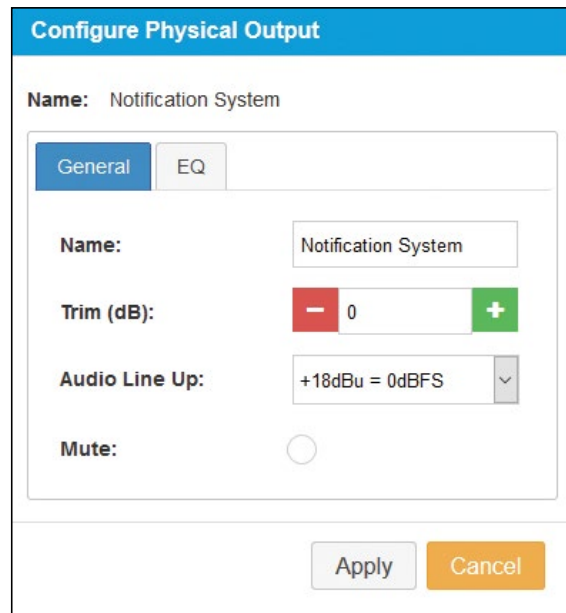 Configure Physical Output
Name: Notification System
General EQ
Name: Notification System
Trim (dB): − 0 +
Audio Line Up: +18dBu = 0dBFS
Mute:
Apply Cancel